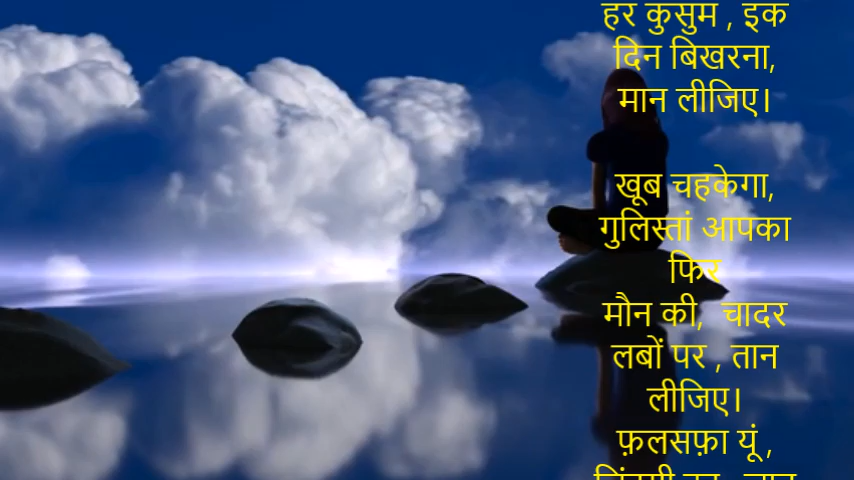 हर कुसुम , इक
दिन बिखरना,
मान लीजिए।
खूब चहकेगा,
गुलिस्तां आपका
फिर
मौन की,  चादर
लबों पर , तान
लीजिए।
फ़लसफ़ा यूं ,